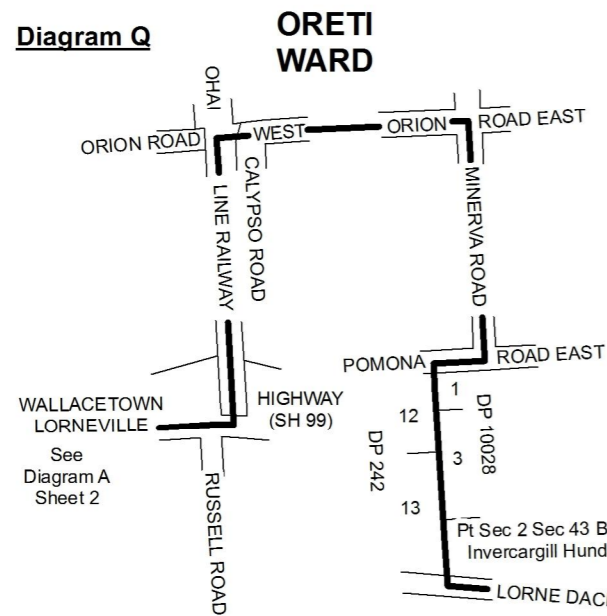 Diagram Q
ORETI
WARD
OHAI
ORION ROAD
WEST
ORION
ROAD EAST
LINE RAILWAY
CALYPSO ROAD
MINERVA ROAD
POMONA
ROAD EAST
WALLACETOWN
LORNEVILLE
HIGHWAY
(SH 99)
See
Diagram A
Sheet 2
RUSSELL ROAD
1
12
DP 10028
DP 242
3
13
Pt Sec 2 Sec 43 B
Invercargill Hund
LORNE DAC